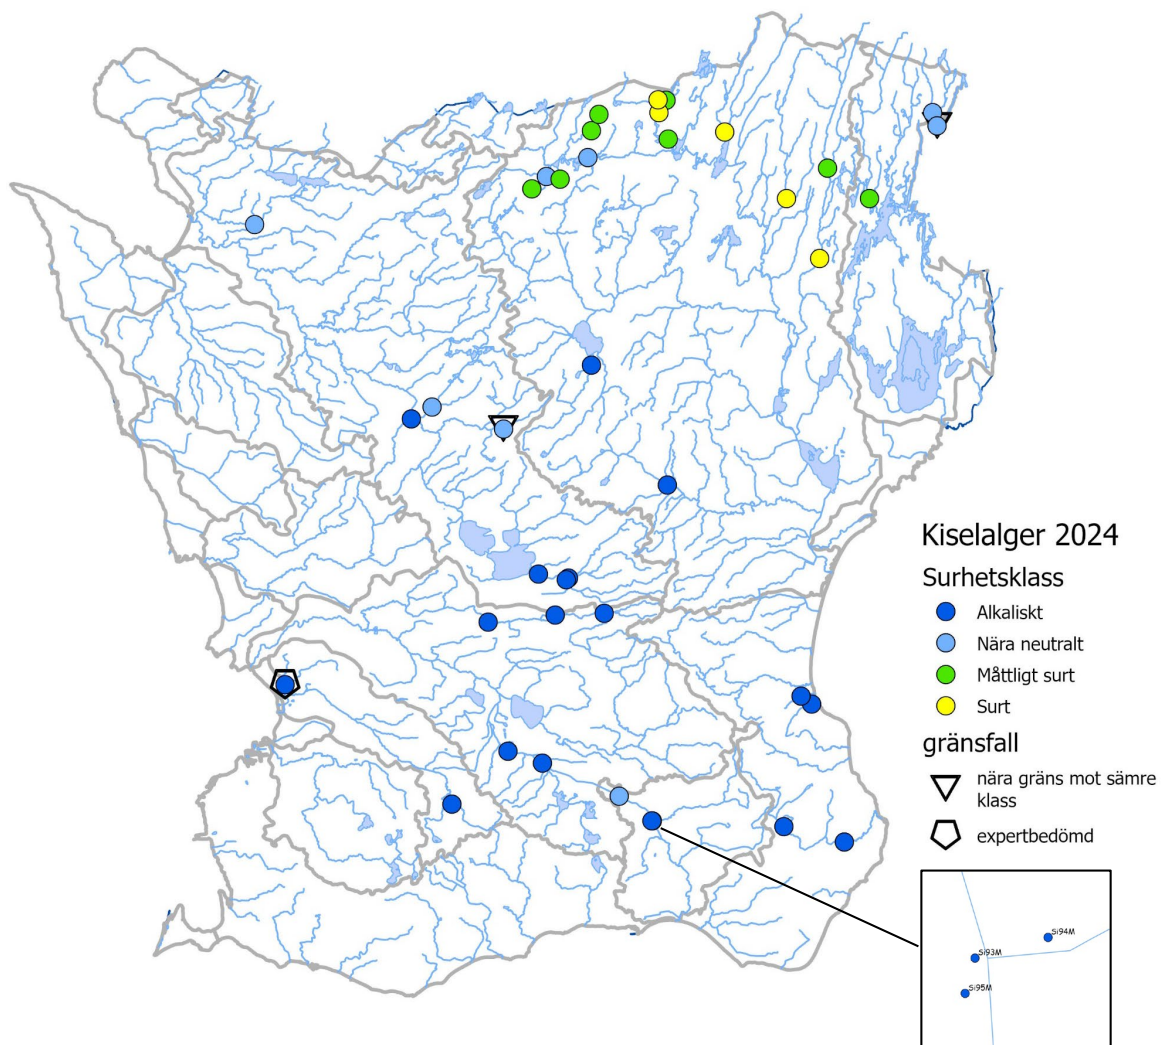 Kiselalger 2024
Surhetsklass
Alkaliskt
Nära neutralt
Måttligt surt
Surt
gränsfall
nära gräns mot sämre
klass
expertbedömd
Si94M
Si93M
Si95M